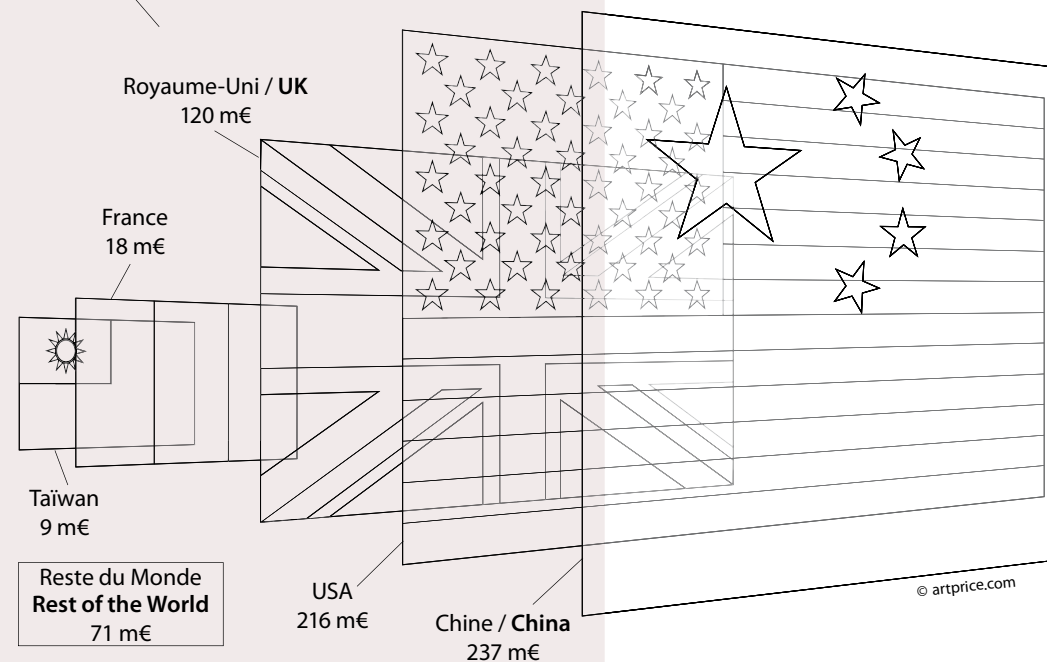 Royaume-Uni / UK
120 m€
France
18 m€
Taïwan
9 m€
Reste du Monde
Rest of the World
71 m€
USA
216 m€
Chine / China
237 m€
© artprice.com